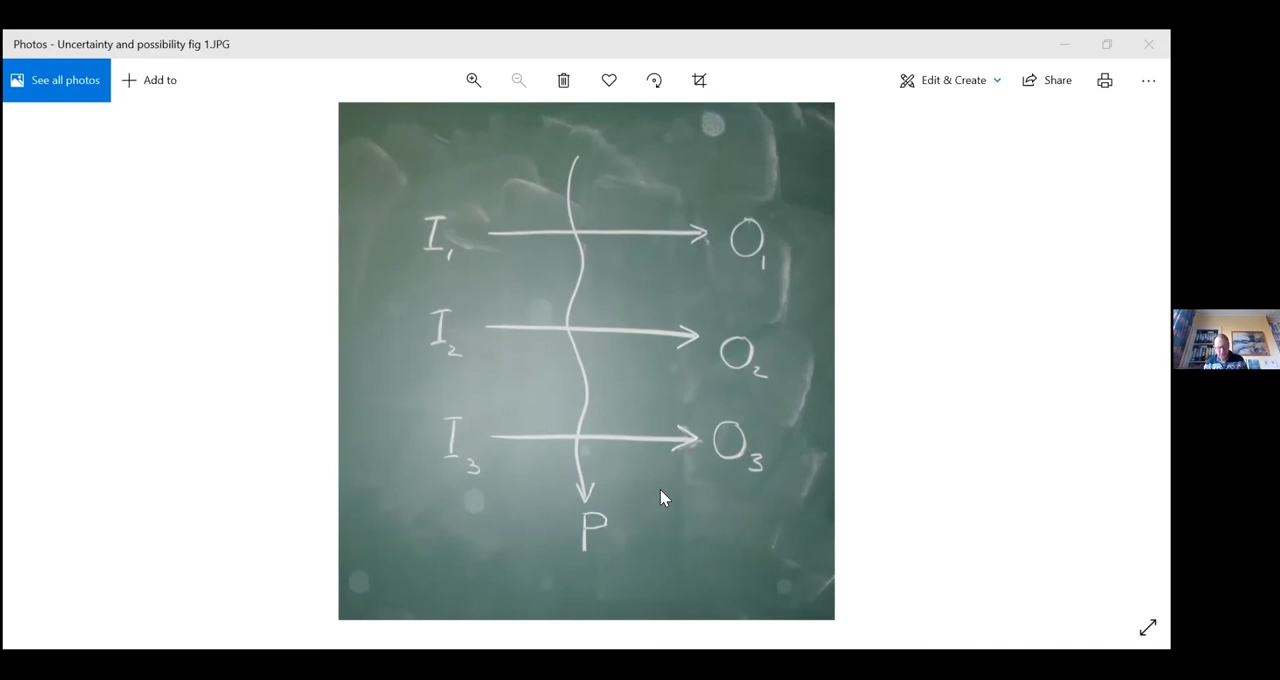 Photos - Uncertainty and possibility fig 1.JPG
See all photos
Add to
Edit & Create
Share
I₁ O₁
I₂ O₂
I₃ O₃
P